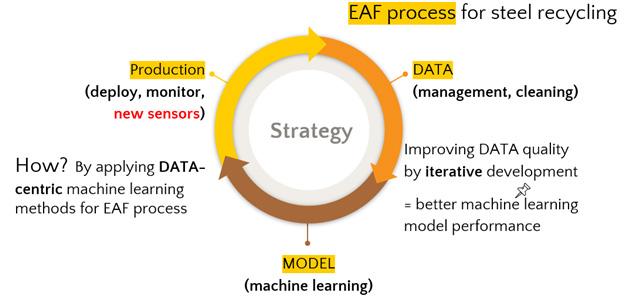 EAF process for steel recycling
Production
(deploy, monitor,
new sensors)
DATA
(management, cleaning)
Strategy
How? By applying DATA-
centric machine learning
methods for EAF process
Improving DATA quality
by iterative development
= better machine learning
model performance
MODEL
(machine learning)